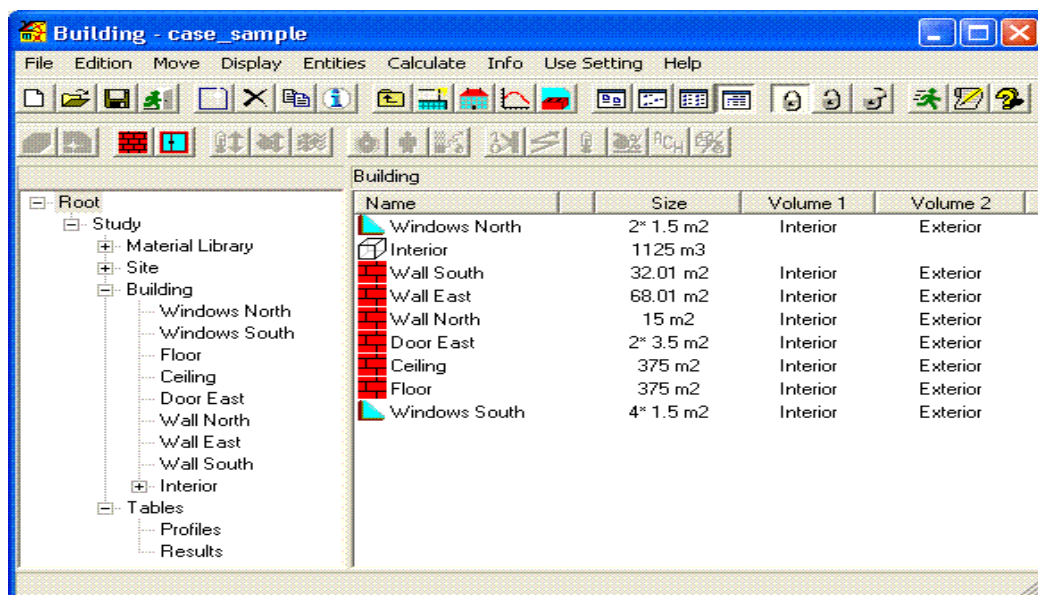 Building - case_sample
File Edition Move Display Entities Calculate Info Use Setting Help
Building
Root
Study
Material Library
Site
Building
Windows North
Windows South
Floor
Ceiling
Door East
Wall North
Wall East
Wall South
Interior
Tables
Profiles
Results
Name Size Volume 1 Volume 2
Windows North 2* 1.5 m2 Interior Exterior
Interior 1125 m3
Wall South 32.01 m2 Interior Exterior
Wall East 68.01 m2 Interior Exterior
Wall North 15 m2 Interior Exterior
Door East 2* 3.5 m2 Interior Exterior
Ceiling 375 m2 Interior Exterior
Floor 375 m2 Interior Exterior
Windows South 4* 1.5 m2 Interior Exterior